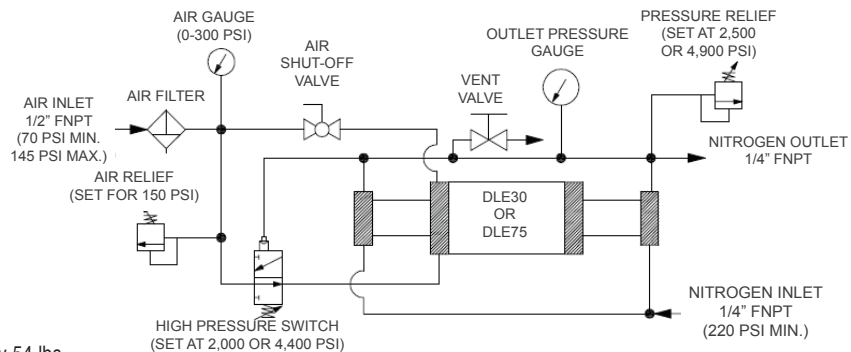 AIR GAUGE
(0-300 PSI)
AIR
SHUT-OFF
VALVE
OUTLET PRESSURE
GAUGE
PRESSURE RELIEF
(SET AT 2,500
OR 4,900 PSI)
VENT
VALVE
AIR INLET
1/2" FNPT
(70 PSI MIN.
145 PSI MAX.)
AIR FILTER
NITROGEN OUTLET
1/4" FNPT
AIR RELIEF
(SET FOR 150 PSI)
DLE30
OR
DLE75
HIGH PRESSURE SWITCH
(SET AT 2,000 OR 4,400 PSI)
NITROGEN INLET
1/4" FNPT
(220 PSI MIN.)
54 lbs